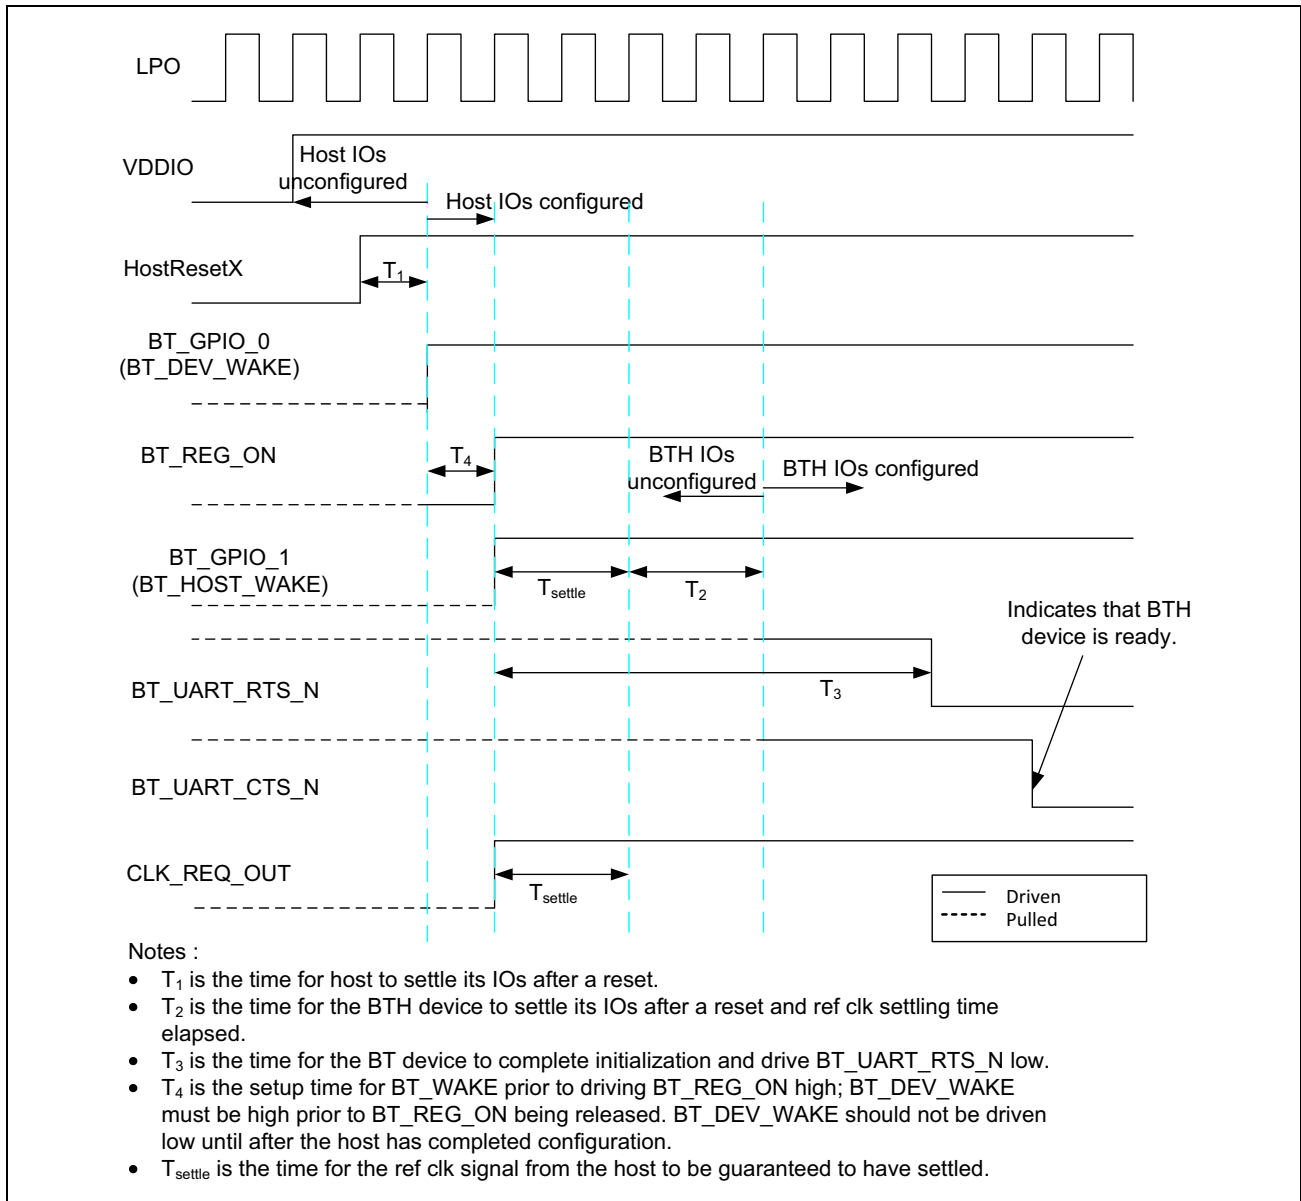 LPO
VDDIO
Host IOs
unconfigured
Host IOs configured
HostResetX
T1
BT_GPIO_0
(BT_DEV_WAKE)
BT_REG_ON
T4
BTH IOs
unconfigured
BTH IOs configured
BT_GPIO_1
(BT_HOST_WAKE)
Tsettle
T2
Indicates that BTH
device is ready.
BT_UART_RTS_N
T3
BT_UART_CTS_N
CLK_REQ_OUT
Tsettle
Driven
Pulled
Notes :
• T1 is the time for host to settle its IOs after a reset.
• T2 is the time for the BTH device to settle its IOs after a reset and ref clk settling time
elapsed.
• T3 is the time for the BT device to complete initialization and drive BT_UART_RTS_N low.
• T4 is the setup time for BT_WAKE prior to driving BT_REG_ON high; BT_DEV_WAKE
must be high prior to BT_REG_ON being released. BT_DEV_WAKE should not be driven
low until after the host has completed configuration.
• Tsettle is the time for the ref clk signal from the host to be guaranteed to have settled.